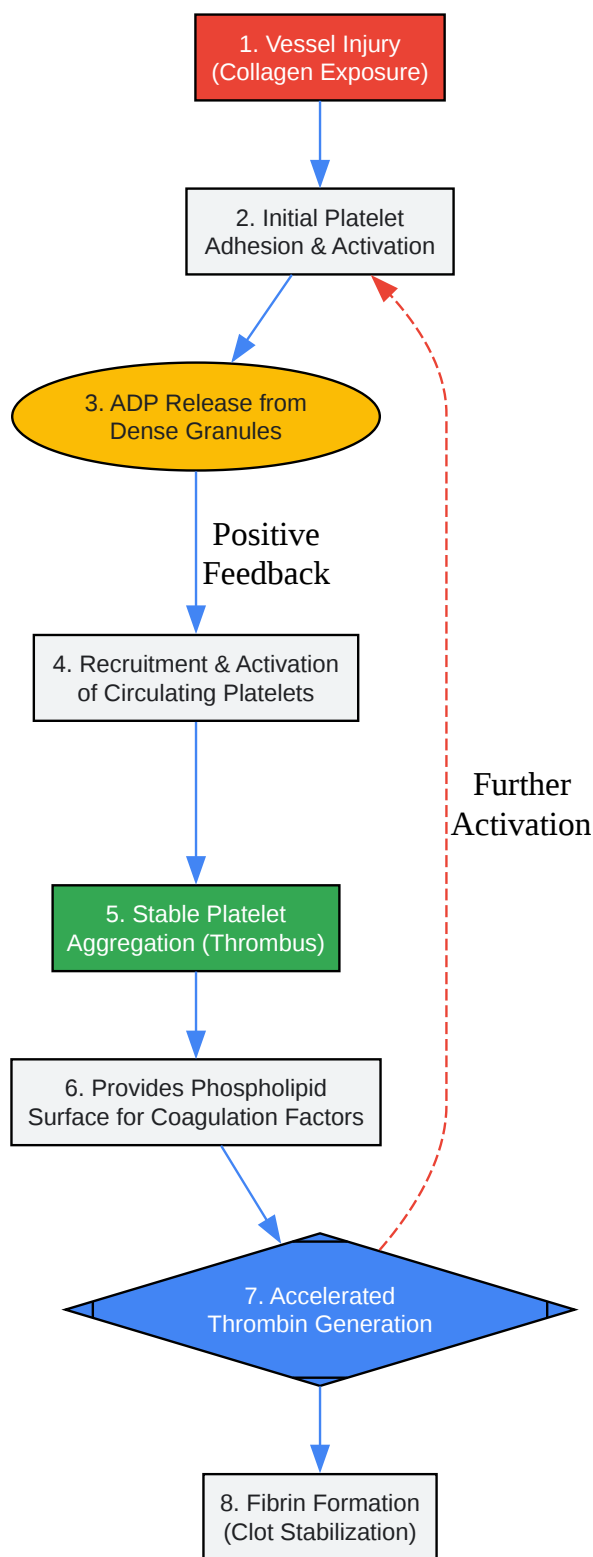 1. Vessel Injury
(Collagen Exposure)
2. Initial Platelet
Adhesion & Activation
3. ADP Release from
Dense Granules
Positive
Feedback
4. Recruitment & Activation
of Circulating Platelets
Further
Activation
5. Stable Platelet
Aggregation (Thrombus)
6. Provides Phospholipid
Surface for Coagulation Factors
7. Accelerated
Thrombin Generation
8. Fibrin Formation
(Clot Stabilization)